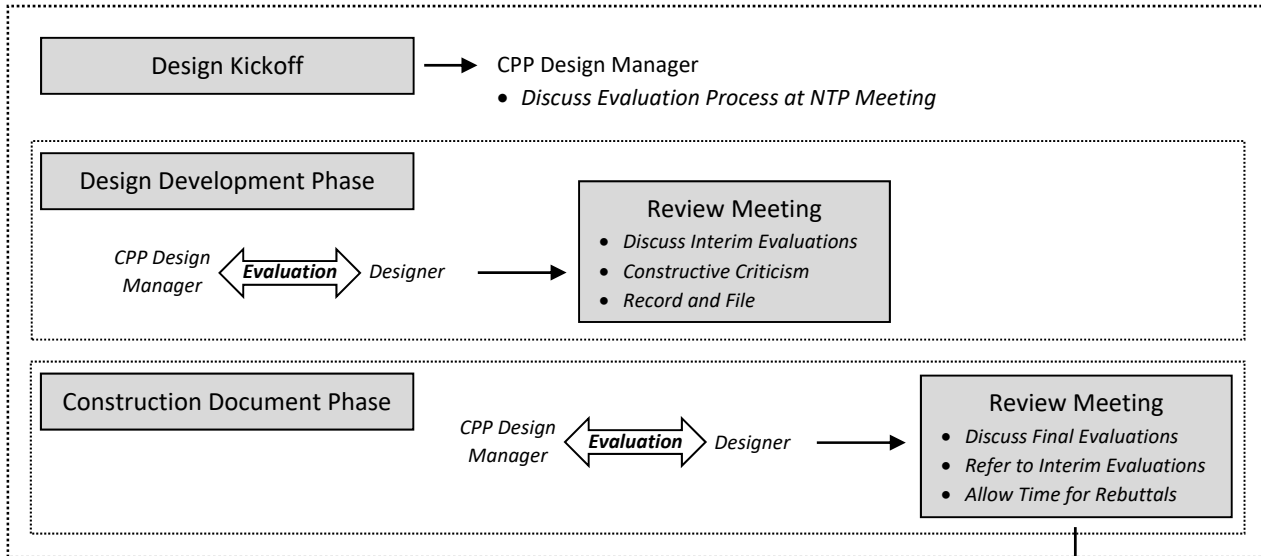 Design Kickoff
CPP Design Manager
• Discuss Evaluation Process at NTP Meeting
Design Development Phase
CPP Design
Manager
Evaluation
Designer
Review Meeting
• Discuss Interim Evaluations
• Constructive Criticism
• Record and File
Construction Document Phase
CPP Design
Manager
Evaluation
Designer
Review Meeting
• Discuss Final Evaluations
• Refer to Interim Evaluations
• Allow Time for Rebuttals